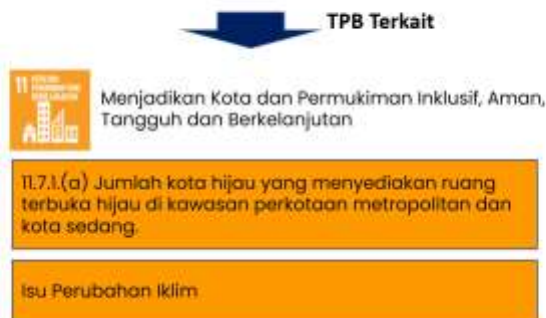 TPB Terkait
11
Menjadikan Kota dan Permukiman Inklusif, Aman,
Tangguh dan Berkelanjutan
11.7.1.(a) Jumlah kota hijau yang menyediakan ruang
terbuka hijau di kawasan perkotaan metropolitan dan
kota sedang.
Isu Perubahan Iklim